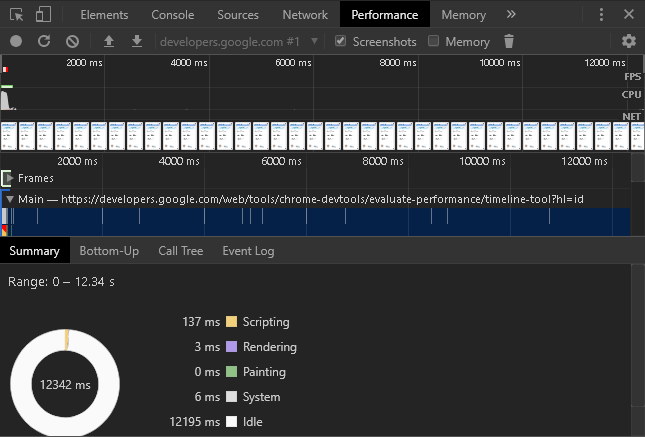 Elements Console Sources Network Performance Memory »
developers.google.com #1 Screenshots Memory
2000 ms 4000 ms 6000 ms 8000 ms 10000 ms 12000 ms
FPS
CPU
NET
2000 ms 4000 ms 6000 ms 8000 ms 10000 ms 12000 ms
Frames
Main — https://developers.google.com/web/tools/chrome-devtools/evaluate-performance/timeline-tool?hl=id
Summary Bottom-Up Call Tree Event Log
Range: 0 – 12.34 s
137 ms Scripting
3 ms Rendering
12342 ms
0 ms Painting
6 ms System
12195 ms Idle